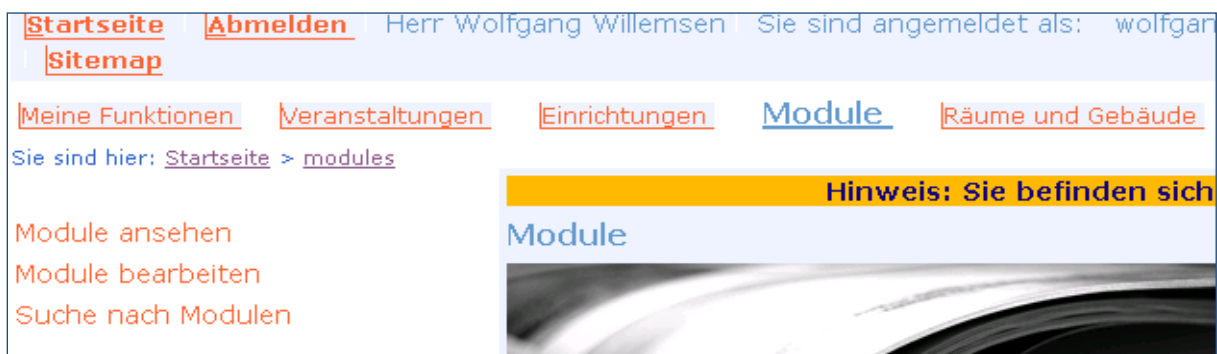 Startseite Abmelden Herr Wolfgang Willemsen Sie sind angemeldet als: wolfgan
Sitemap
Meine Funktionen Veranstaltungen Einrichtungen Module Räume und Gebäude
Sie sind hier: Startseite > modules
Hinweis: Sie befinden sich
Module ansehen
Module bearbeiten
Suche nach Modulen
Module